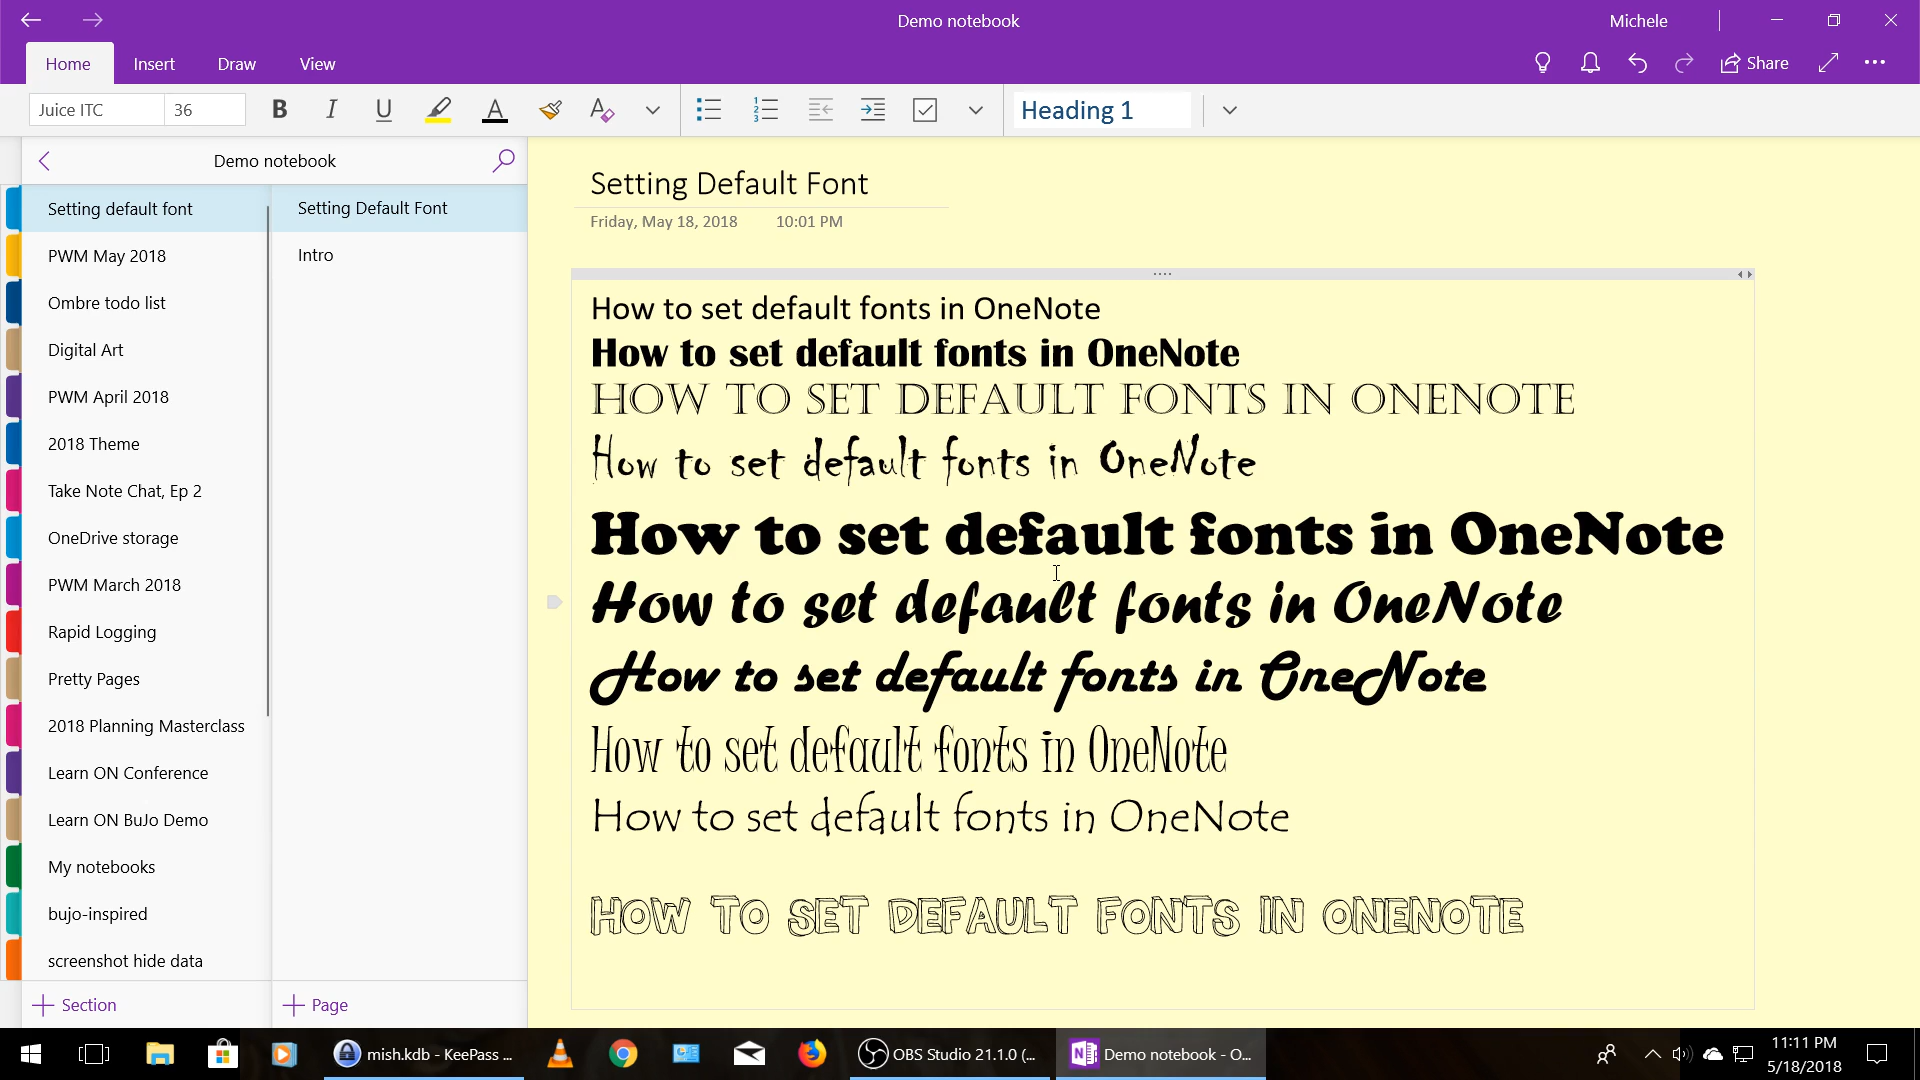 Demo notebook
Michele
Home
Insert
Draw
View
Share
Juice ITC
36
B
I
U
A
A
Heading 1
Demo notebook
Setting default font
PWM May 2018
Ombre todo list
Digital Art
PWM April 2018
2018 Theme
Take Note Chat, Ep 2
OneDrive storage
PWM March 2018
Rapid Logging
Pretty Pages
2018 Planning Masterclass
Learn ON Conference
Learn ON BuJo Demo
My notebooks
bujo-inspired
screenshot hide data
Section
Setting Default Font
Intro
Page
Setting Default Font
Friday, May 18, 2018
10:01 PM
How to set default fonts in OneNote
How to set default fonts in OneNote
HOW TO SET DEFAULT FONTS IN ONENOTE
How to set default fonts in OneNote
How to set default fonts in OneNote
How to set default fonts in OneNote
How to set default fonts in OneNote
How to set default fonts in OneNote
How to set default fonts in OneNote
HOW TO SET DEFAULT FONTS IN ONENOTE
mish.kdb - KeePass ...
OBS Studio 21.1.0 (...
Demo notebook - O...
11:11 PM
5/18/2018